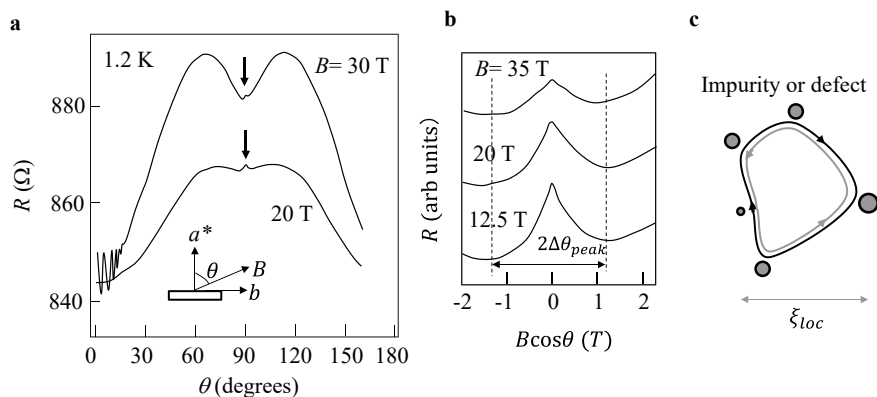 a
1.2 K
B= 30 T
20 T
880
860
840
R (Ω)
a*
θ
B
b
0 30 60 90 120 150 180
θ (degrees)
b
B= 35 T
20 T
12.5 T
2Δθpeak
R (arb units)
-2 -1 0 1 2
Bcosθ (T)
c
Impurity or defect
ξloc